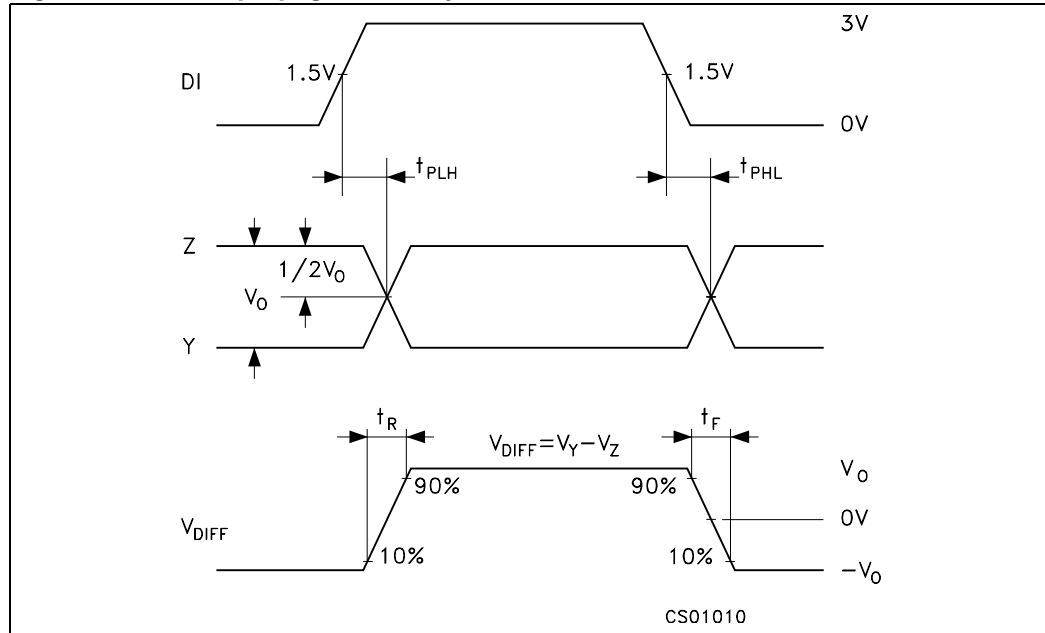 3V
1.5V
1.5V
DI
0V
tPLH
tPHL
Z
1/2VO
VO
Y
tR
tF
VDIFF=VY−VZ
VO
90%
90%
0V
VDIFF
10%
10%
−VO
CS01010